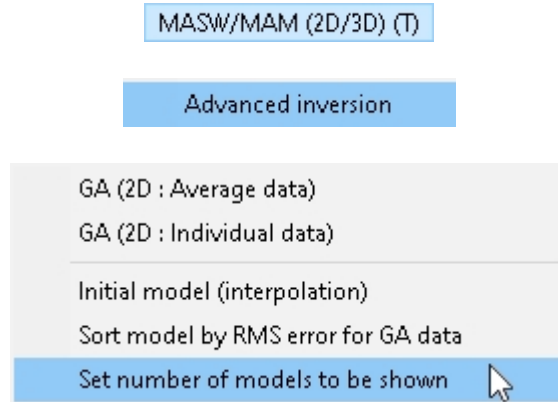 MASW/MAM (2D/3D) (T)
Advanced inversion
GA (2D : Average data)
GA (2D : Individual data)
Initial model (interpolation)
Sort model by RMS error for GA data
Set number of models to be shown